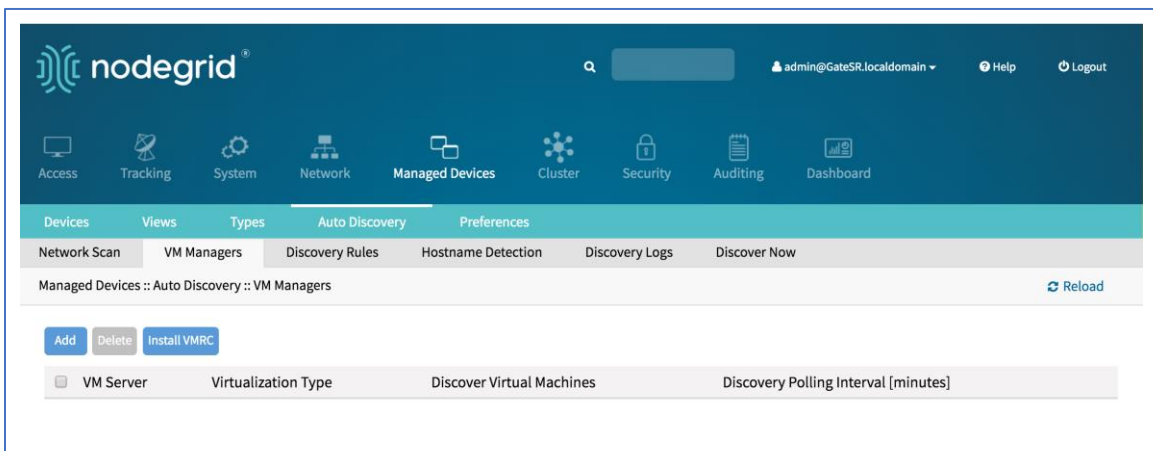 nodegrid®
admin@GateSR.localdomain
Help
Logout
Access Tracking System Network Managed Devices Cluster Security Auditing Dashboard
Devices Views Types Auto Discovery Preferences
Network Scan VM Managers Discovery Rules Hostname Detection Discovery Logs Discover Now
Managed Devices :: Auto Discovery :: VM Managers
Reload
Add Delete Install VMRC
VM Server Virtualization Type Discover Virtual Machines Discovery Polling Interval [minutes]